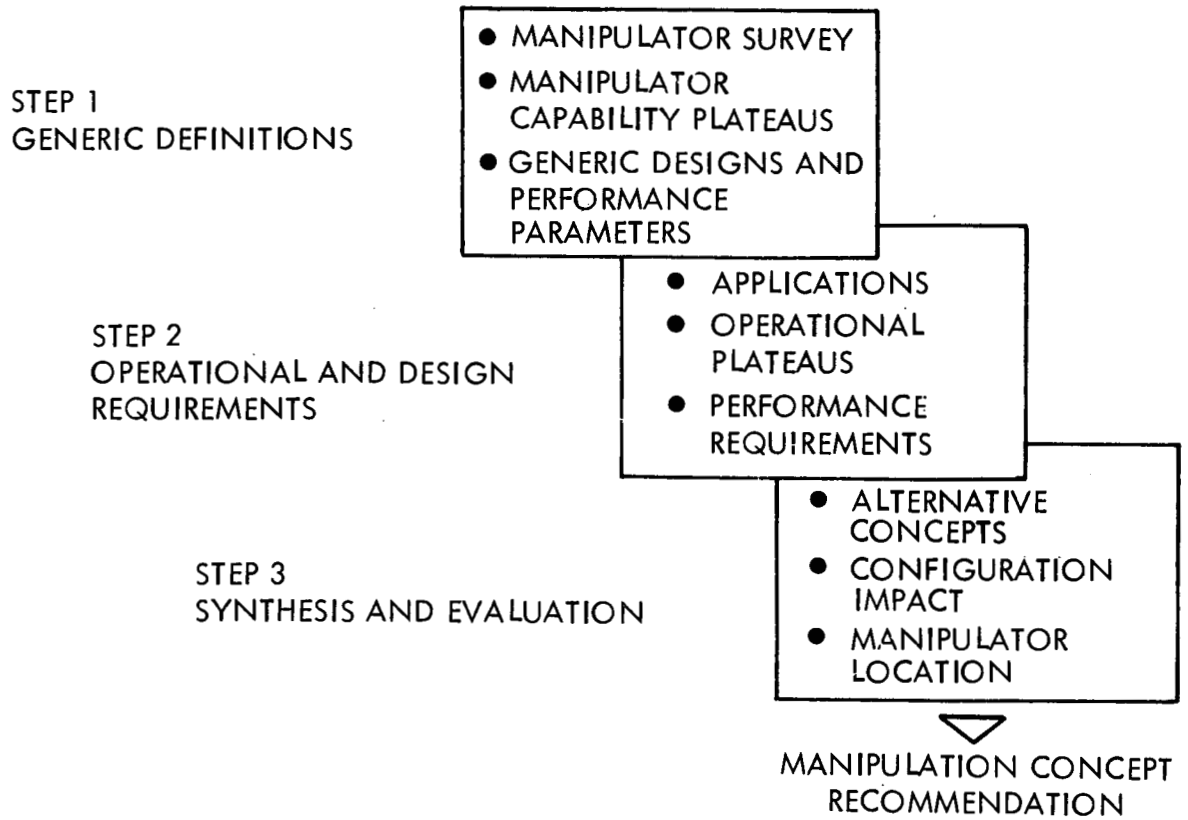 STEP 1
GENERIC DEFINITIONS
● MANIPULATOR SURVEY
● MANIPULATOR
CAPABILITY PLATEAUS
● GENERIC DESIGNS AND
PERFORMANCE
PARAMETERS
STEP 2
OPERATIONAL AND DESIGN
REQUIREMENTS
● APPLICATIONS
● OPERATIONAL
PLATEAUS
● PERFORMANCE
REQUIREMENTS
STEP 3
SYNTHESIS AND EVALUATION
● ALTERNATIVE
CONCEPTS
● CONFIGURATION
IMPACT
● MANIPULATOR
LOCATION
MANIPULATION CONCEPT
RECOMMENDATION